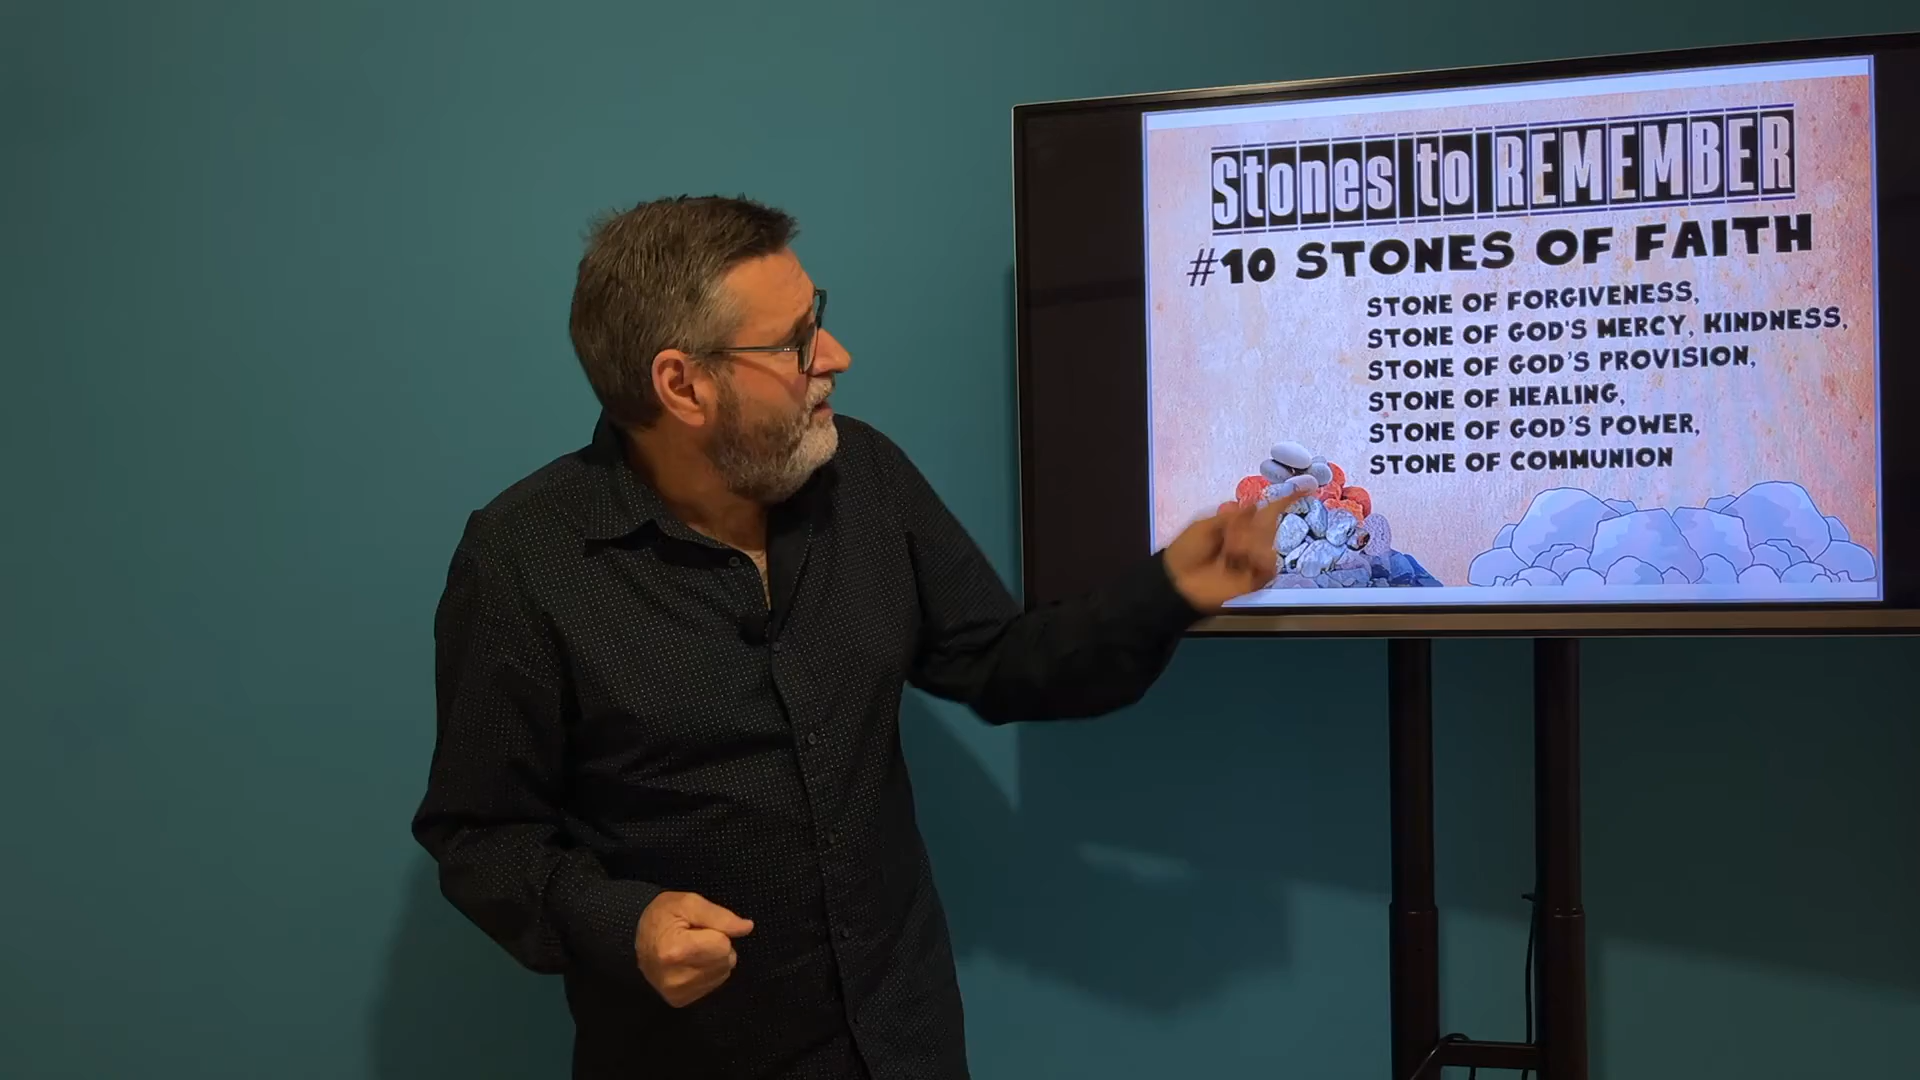 Stones to REMEMBER
#10 STONES OF FAITH
STONE OF FORGIVENESS,
STONE OF GOD'S MERCY, KINDNESS,
STONE OF GOD'S PROVISION,
STONE OF HEALING,
STONE OF GOD'S POWER,
STONE OF COMMUNION